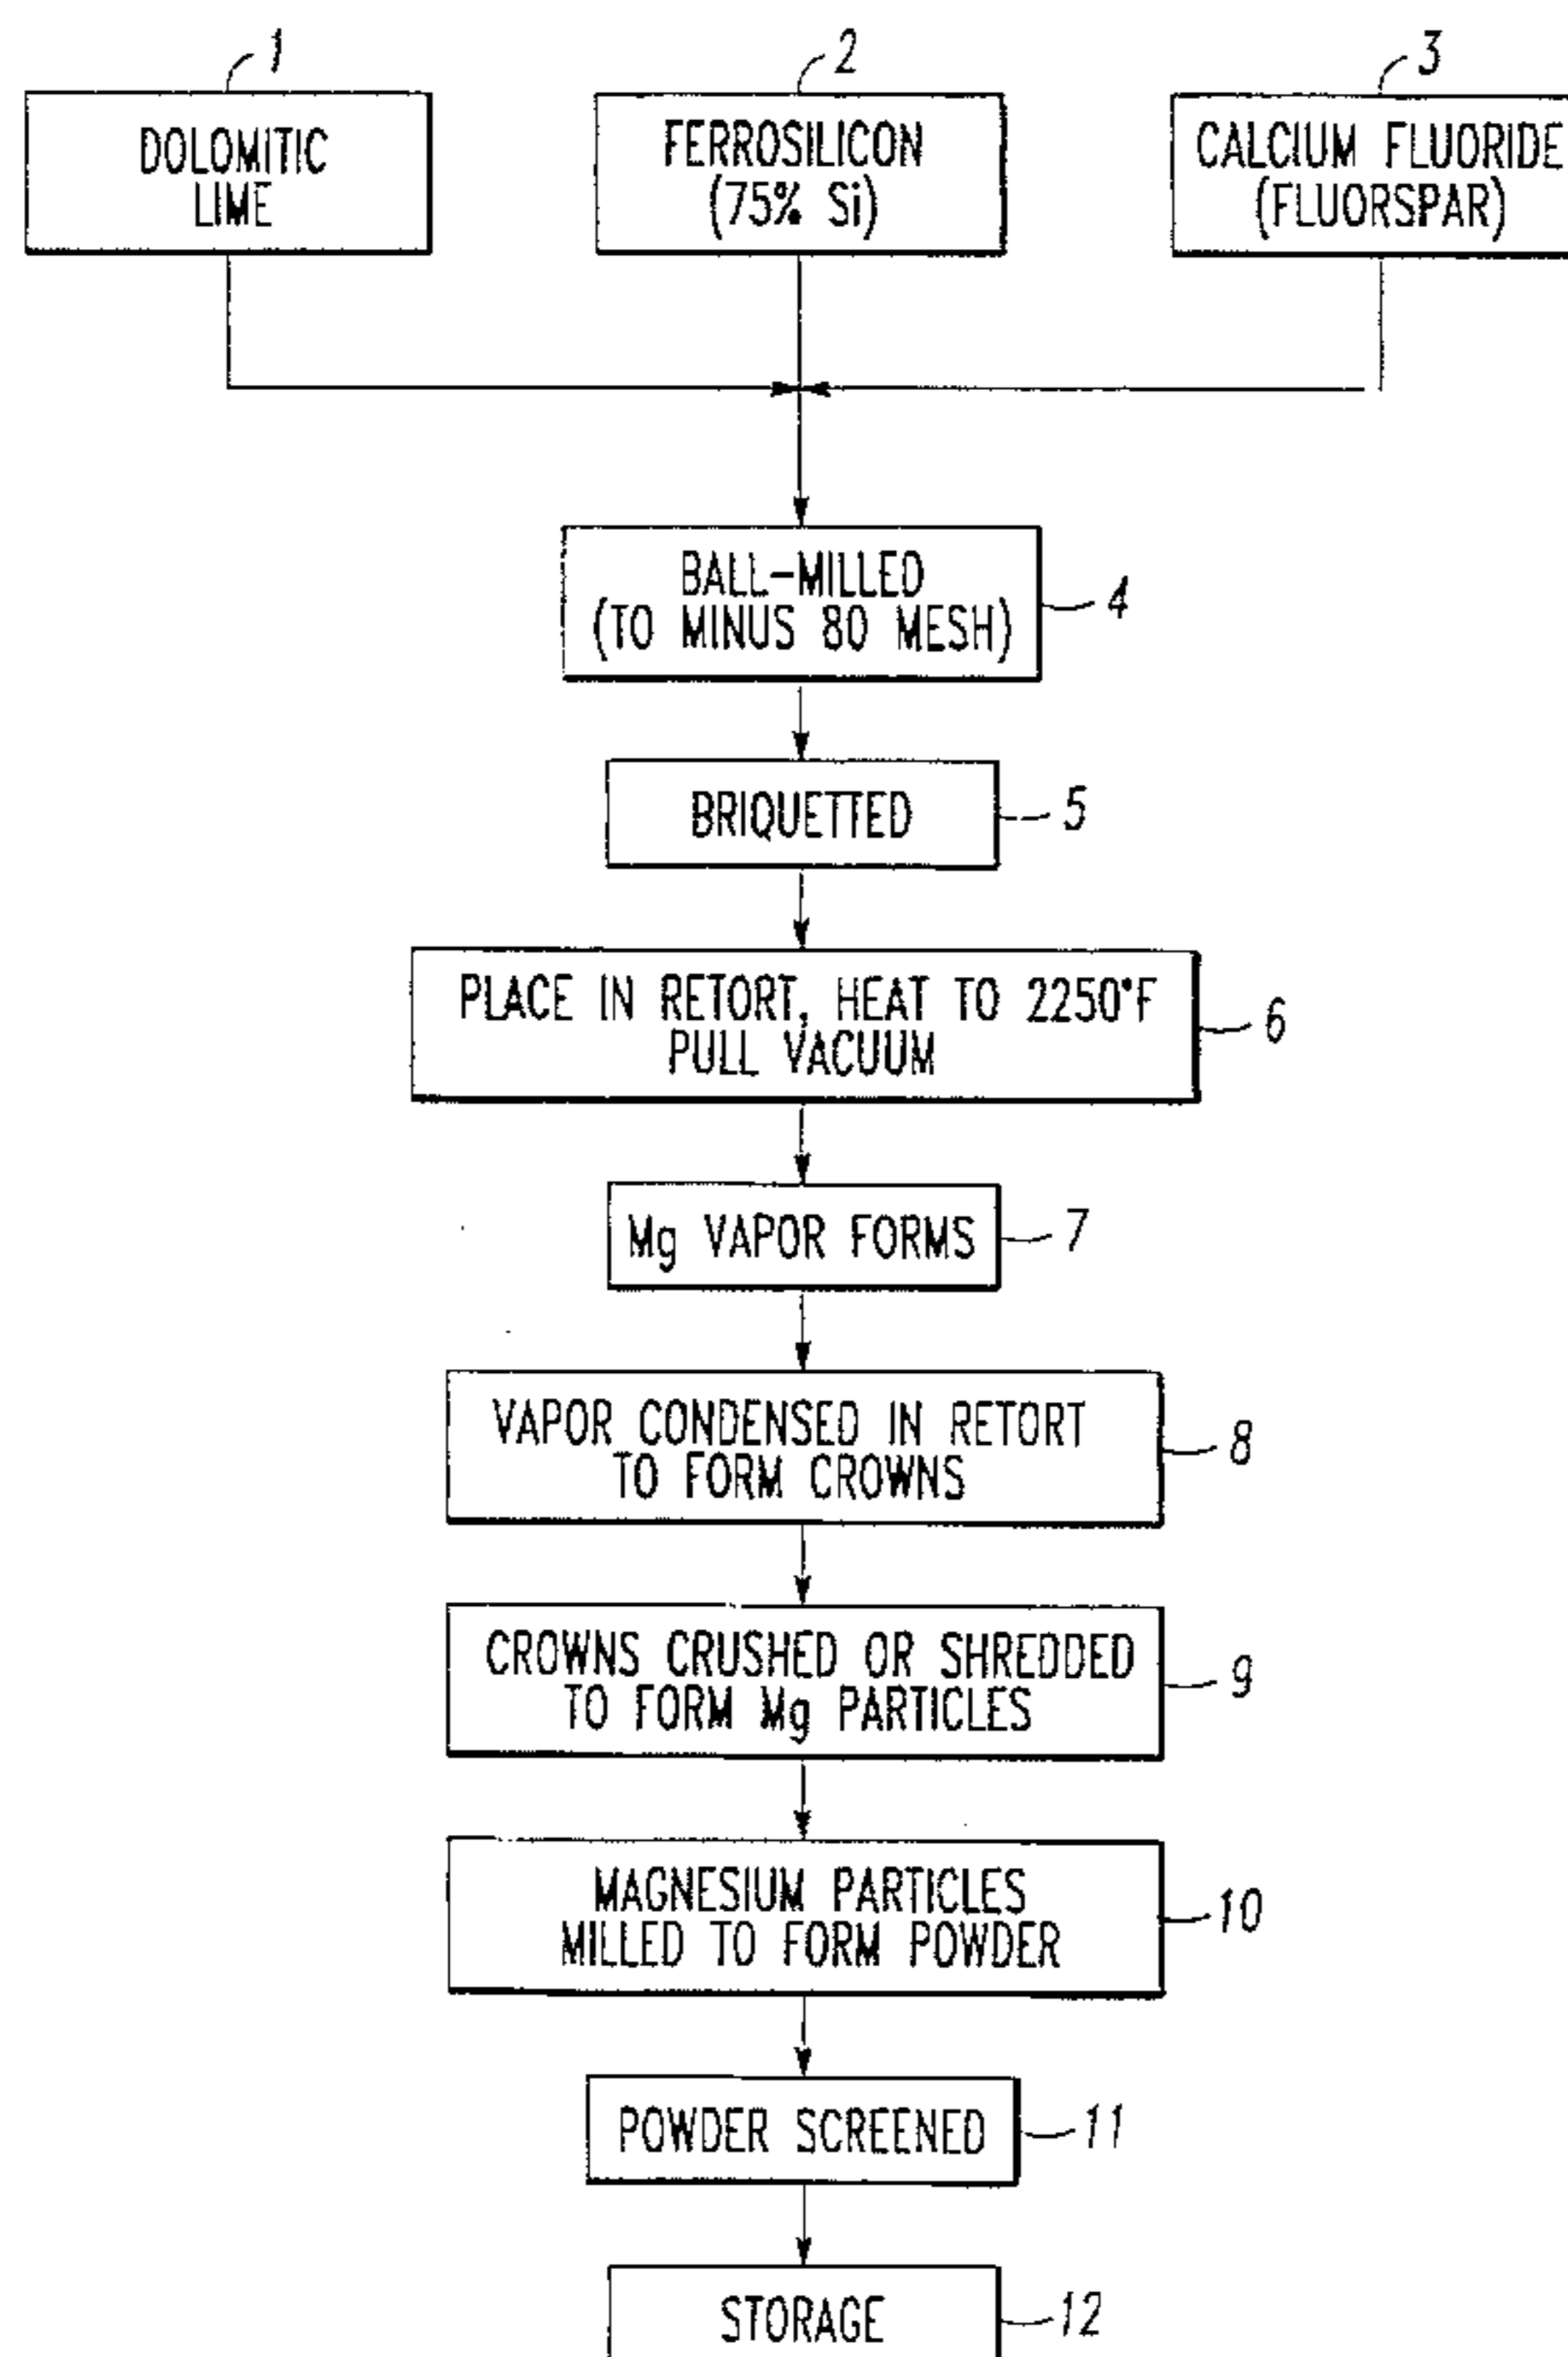 1
DOLOMITIC
LIME
2
FERROSILICON
(75% Si)
3
CALCIUM FLUORIDE
(FLUORSPAR)
BALL-MILLED
(TO MINUS 80 MESH)
4
BRIQUETTED
5
PLACE IN RETORT, HEAT TO 2250°F
PULL VACUUM
6
Mg VAPOR FORMS
7
VAPOR CONDENSED IN RETORT
TO FORM CROWNS
8
CROWNS CRUSHED OR SHREDDED
TO FORM Mg PARTICLES
9
MAGNESIUM PARTICLES
MILLED TO FORM POWDER
10
POWDER SCREENED
11
STORAGE
12